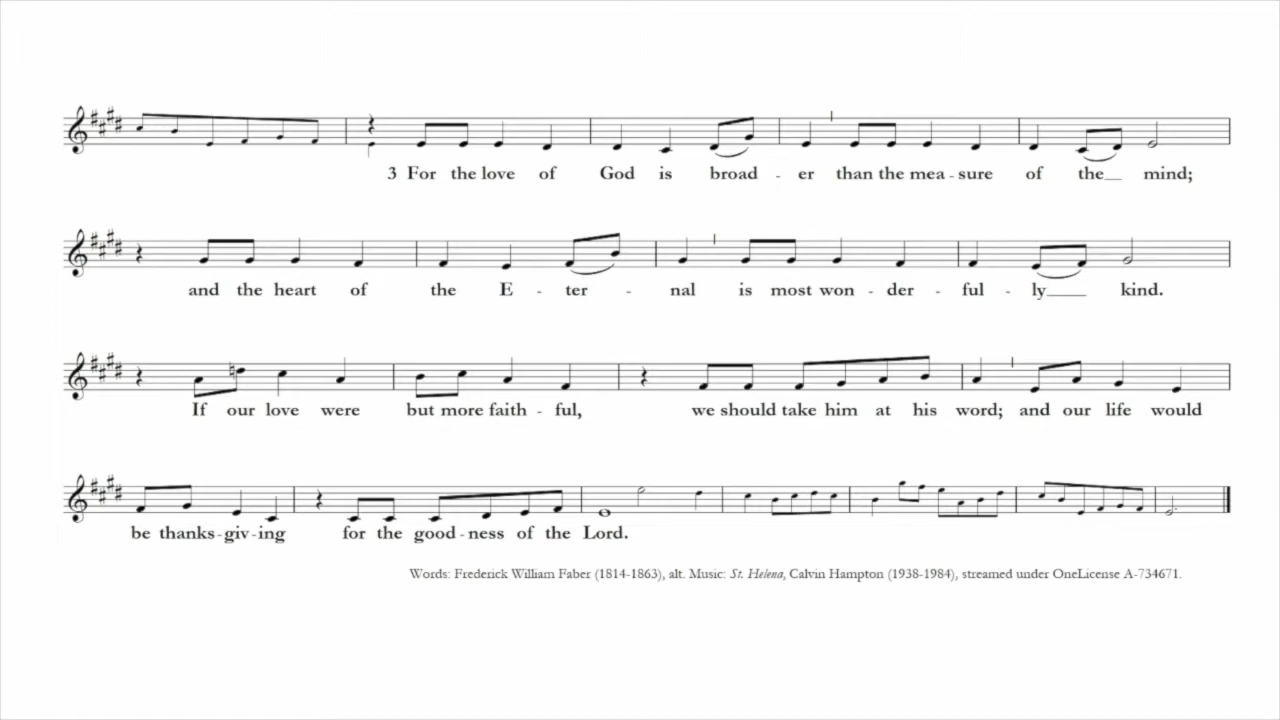 3 For the love of God is broad - er than the mea - sure of the__ mind;
and the heart of the E - ter - nal is most won - der - ful - ly____ kind.
If our love were but more faith - ful, we should take him at his word; and our life would
be thanks - giv - ing for the good - ness of the Lord.
Words: Frederick William Faber (1814-1863), alt. Music: St. Helena, Calvin Hampton (1938-1984), streamed under OneLicense A-734671.